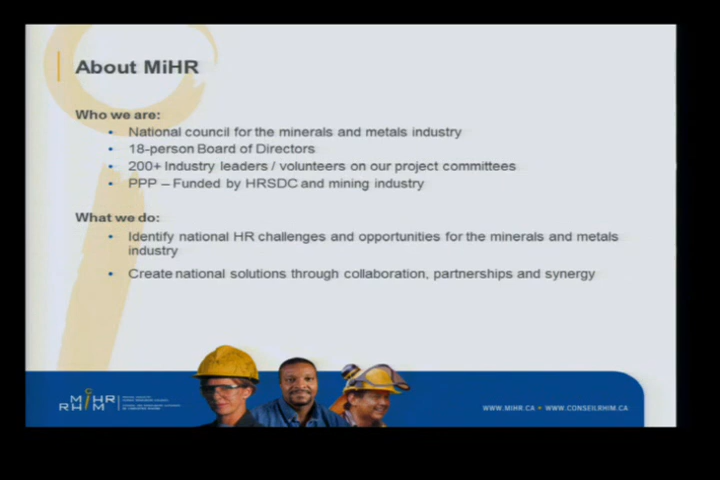 About MiHR
Who we are:
• National council for the minerals and metals industry
• 18-person Board of Directors
• 200+ Industry leaders / volunteers on our project committees
• PPP – Funded by HRSDC and mining industry
What we do:
• Identify national HR challenges and opportunities for the minerals and metals
industry
• Create national solutions through collaboration, partnerships and synergy
MiHR
RHiM
WWW.MIHR.CA • WWW.CONSEILRHIM.CA